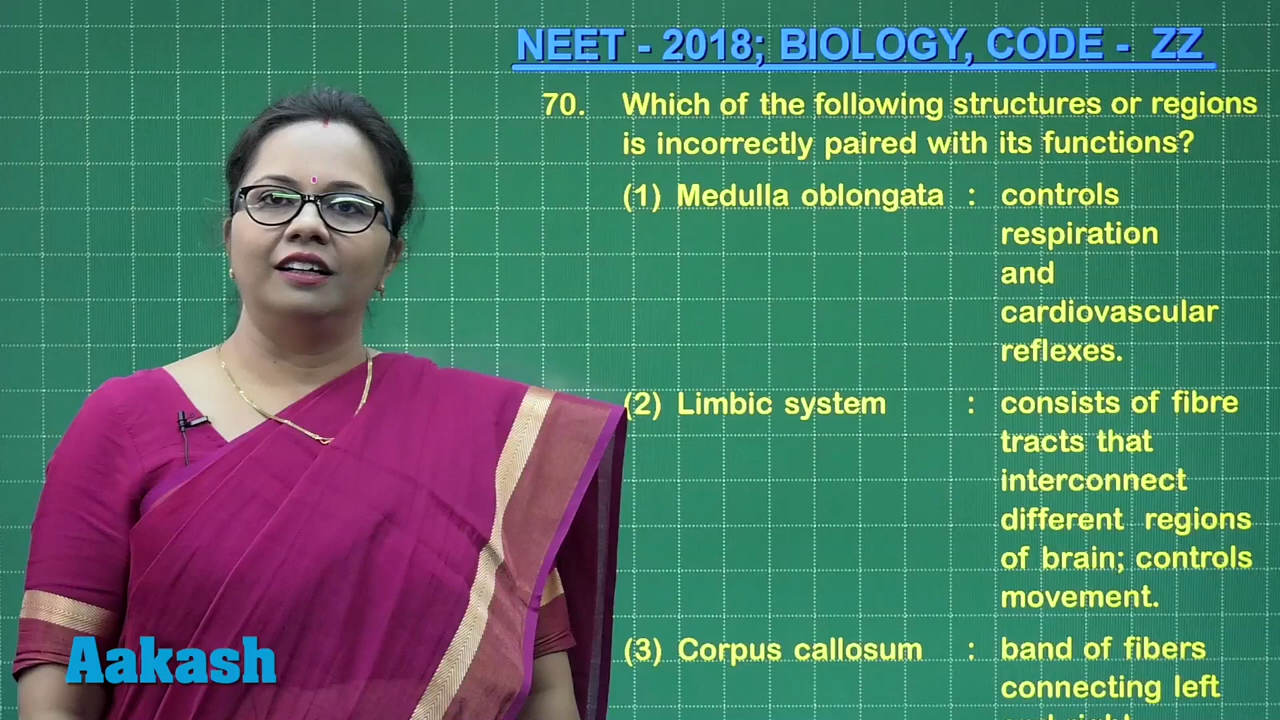 NEET - 2018; BIOLOGY, CODE - ZZ
70. Which of the following structures or regions
is incorrectly paired with its functions?
(1) Medulla oblongata : controls
respiration
and
cardiovascular
reflexes.
(2) Limbic system : consists of fibre
tracts that
interconnect
different regions
of brain; controls
movement.
(3) Corpus callosum : band of fibers
connecting left
and right
Aakash